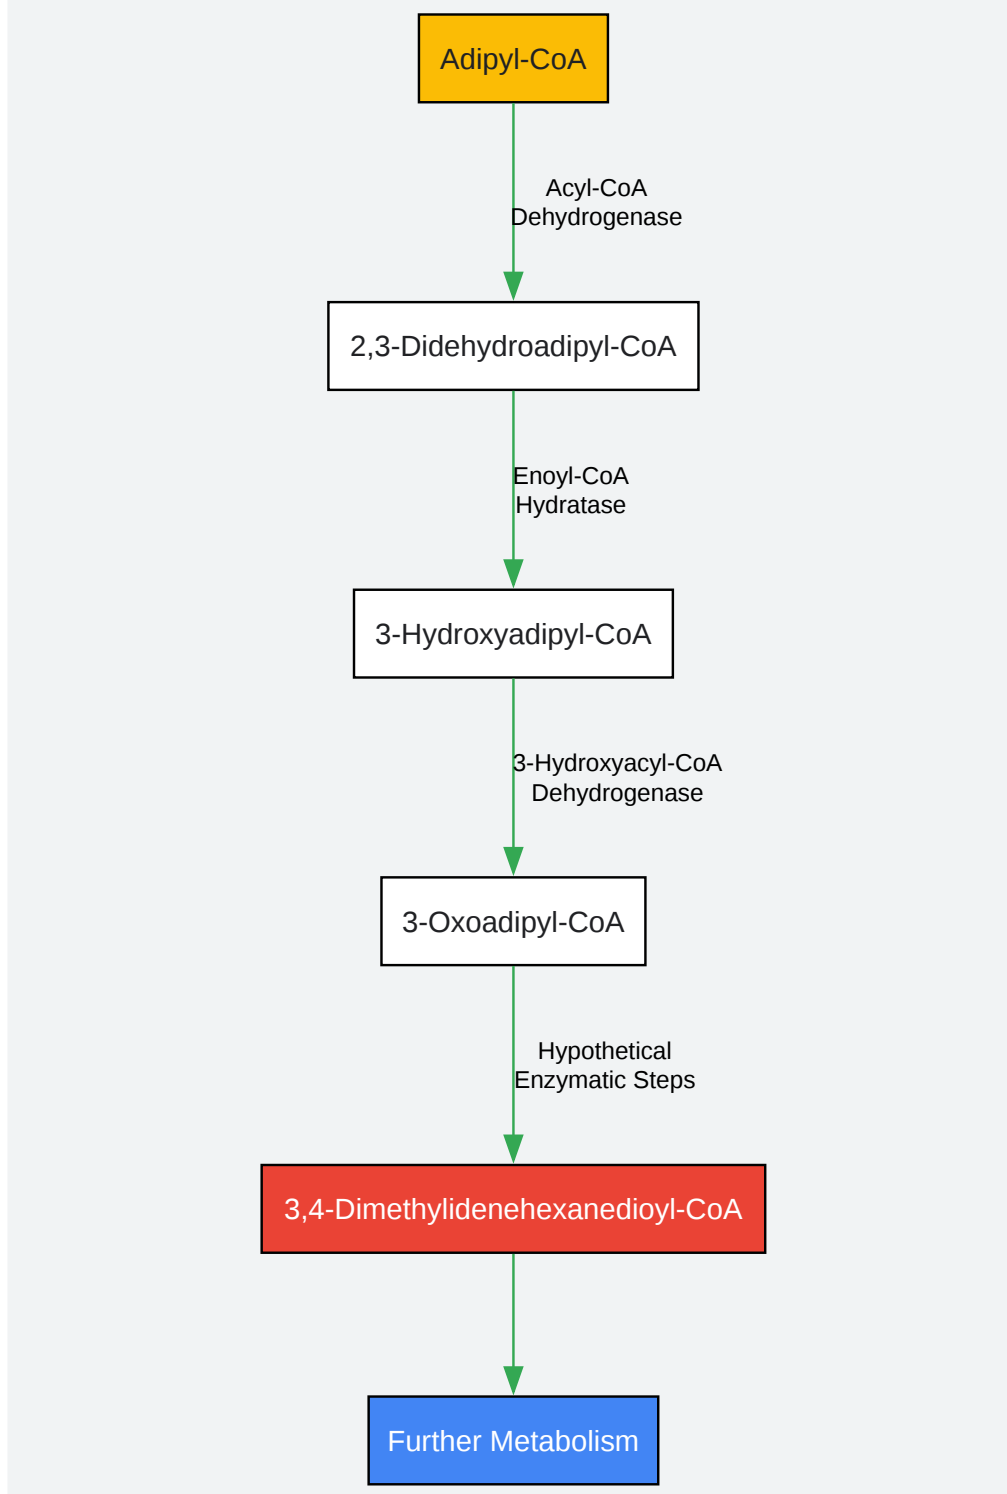 Adipyl-CoA
Acyl-CoA
Dehydrogenase
2,3-Didehydroadipyl-CoA
Enoyl-CoA
Hydratase
3-Hydroxyadipyl-CoA
3-Hydroxyacyl-CoA
Dehydrogenase
3-Oxoadipyl-CoA
Hypothetical
Enzymatic Steps
3,4-Dimethylidenehexanedioyl-CoA
Further Metabolism